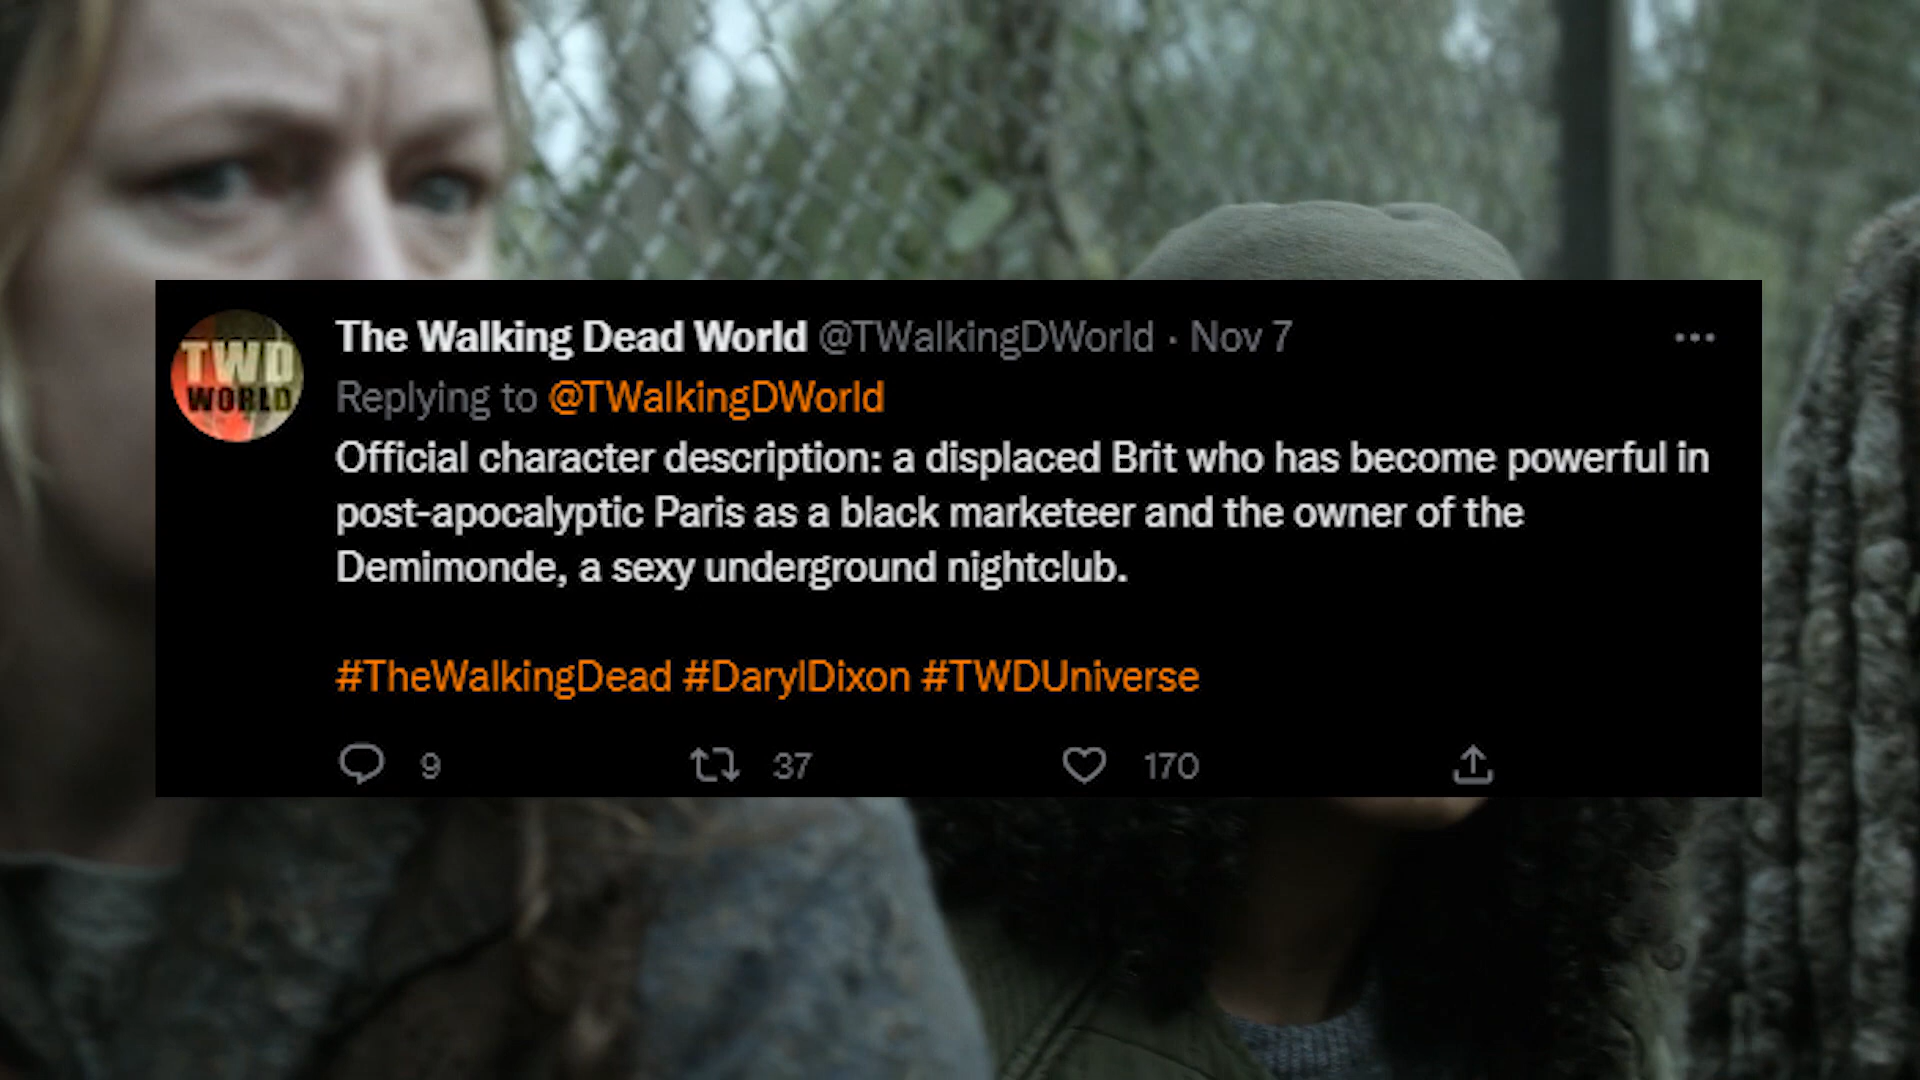 TWD
WORLD
The Walking Dead World @TWalkingDWorld · Nov 7
Replying to @TWalkingDWorld
Official character description: a displaced Brit who has become powerful in
post-apocalyptic Paris as a black marketeer and the owner of the
Demimonde, a sexy underground nightclub.
#TheWalkingDead #DarylDixon #TWDUniverse
9 37 170